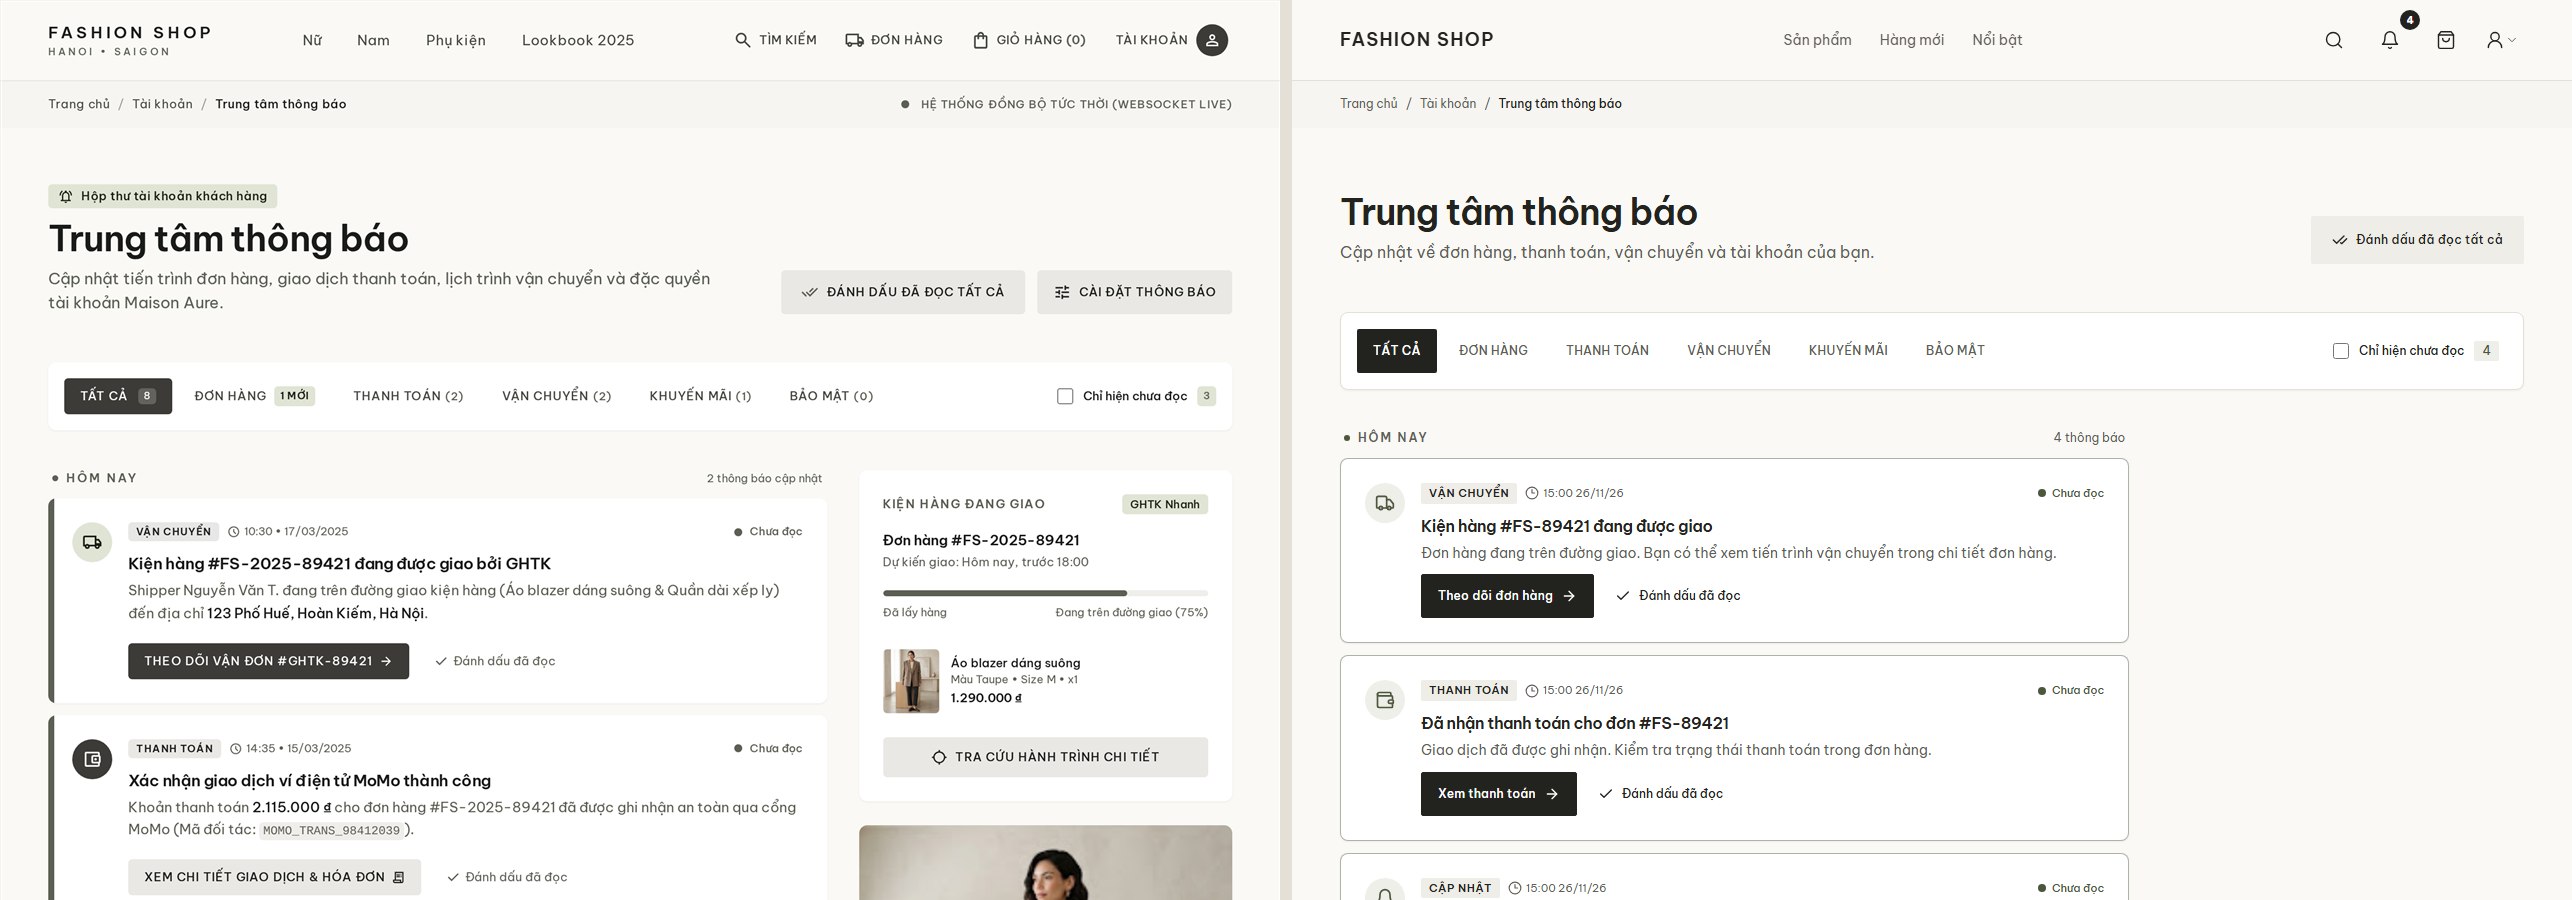 FASHION SHOP
HANOI • SAIGON
Nữ
Nam
Phụ kiện
Lookbook 2025
TÌM KIẾM
ĐƠN HÀNG
GIỎ HÀNG (0)
TÀI KHOẢN
Trang chủ / Tài khoản / Trung tâm thông báo
HỆ THỐNG ĐỒNG BỘ TỨC THỜI (WEBSOCKET LIVE)
Hộp thư tài khoản khách hàng
Trung tâm thông báo
Cập nhật tiến trình đơn hàng, giao dịch thanh toán, lịch trình vận chuyển và đặc quyền
tài khoản Maison Aure.
ĐÁNH DẤU ĐÃ ĐỌC TẤT CẢ
CÀI ĐẶT THÔNG BÁO
TẤT CẢ 8
ĐƠN HÀNG 1 MỚI
THANH TOÁN (2)
VẬN CHUYỂN (2)
KHUYẾN MÃI (1)
BẢO MẬT (0)
Chỉ hiện chưa đọc 3
HÔM NAY
2 thông báo cập nhật
VẬN CHUYỂN
10:30 • 17/03/2025
Chưa đọc
Kiện hàng #FS-2025-89421 đang được giao bởi GHTK
Shipper Nguyễn Văn T. đang trên đường giao kiện hàng (Áo blazer dáng suông & Quần dài xếp ly)
đến địa chỉ 123 Phố Huế, Hoàn Kiếm, Hà Nội.
THEO DÕI VẬN ĐƠN #GHTK-89421
Đánh dấu đã đọc
THANH TOÁN
14:35 • 15/03/2025
Chưa đọc
Xác nhận giao dịch ví điện tử MoMo thành công
Khoản thanh toán 2.115.000 ₫ cho đơn hàng #FS-2025-89421 đã được ghi nhận an toàn qua cổng
MoMo (Mã đối tác: MOMO_TRANS_98412039 ).
XEM CHI TIẾT GIAO DỊCH & HÓA ĐƠN
Đánh dấu đã đọc
KIỆN HÀNG ĐANG GIAO
GHTK Nhanh
Đơn hàng #FS-2025-89421
Dự kiến giao: Hôm nay, trước 18:00
Đã lấy hàng
Đang trên đường giao (75%)
Áo blazer dáng suông
Màu Taupe • Size M • x1
1.290.000 ₫
TRA CỨU HÀNH TRÌNH CHI TIẾT
FASHION SHOP
Sản phẩm
Hàng mới
Nổi bật
4
Trang chủ / Tài khoản / Trung tâm thông báo
Trung tâm thông báo
Cập nhật về đơn hàng, thanh toán, vận chuyển và tài khoản của bạn.
Đánh dấu đã đọc tất cả
TẤT CẢ
ĐƠN HÀNG
THANH TOÁN
VẬN CHUYỂN
KHUYẾN MÃI
BẢO MẬT
Chỉ hiện chưa đọc 4
HÔM NAY
4 thông báo
VẬN CHUYỂN
15:00 26/11/26
Chưa đọc
Kiện hàng #FS-89421 đang được giao
Đơn hàng đang trên đường giao. Bạn có thể xem tiến trình vận chuyển trong chi tiết đơn hàng.
Theo dõi đơn hàng
Đánh dấu đã đọc
THANH TOÁN
15:00 26/11/26
Chưa đọc
Đã nhận thanh toán cho đơn #FS-89421
Giao dịch đã được ghi nhận. Kiểm tra trạng thái thanh toán trong đơn hàng.
Xem thanh toán
Đánh dấu đã đọc
CẬP NHẬT
15:00 26/11/26
Chưa đọc